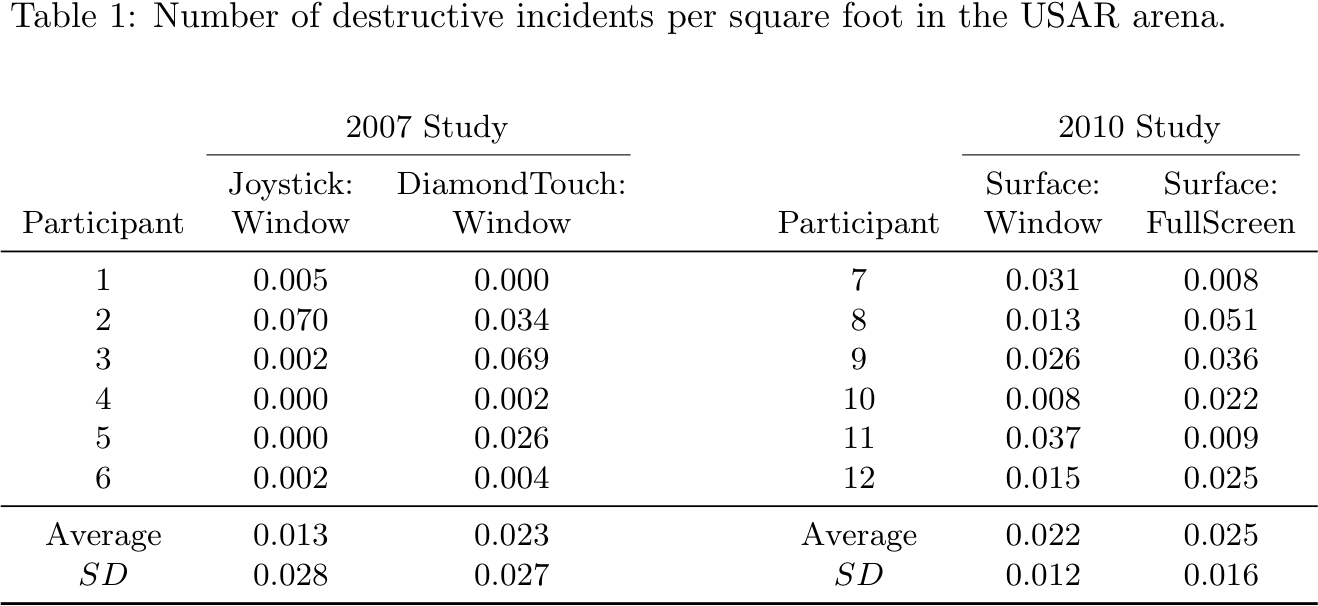 Table 1: Number of destructive incidents per square foot in the USAR arena.
2007 Study 2010 Study
Joystick: DiamondTouch: Surface: Surface:
Participant Window Window Participant Window FullScreen
1 0.005 0.000 7 0.031 0.008
2 0.070 0.034 8 0.013 0.051
3 0.002 0.069 9 0.026 0.036
4 0.000 0.002 10 0.008 0.022
5 0.000 0.026 11 0.037 0.009
6 0.002 0.004 12 0.015 0.025
Average 0.013 0.023 Average 0.022 0.025
SD 0.028 0.027 SD 0.012 0.016